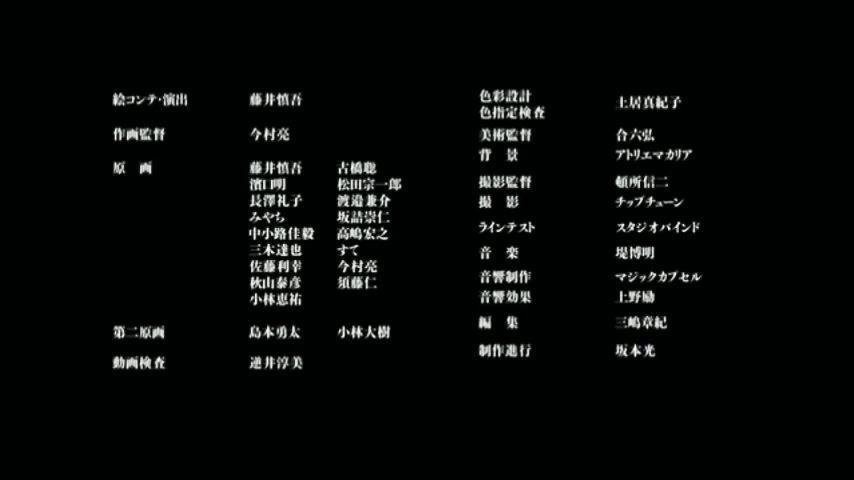 絵コンテ・演出 藤井慎吾
作画監督 今村亮
原 画 藤井慎吾 古橋聡
濱口明 松田宗一郎
長澤礼子 渡邉兼介
みやち 坂詰崇仁
中小路佳毅 高嶋宏之
三本達也 すて
佐藤利幸 今村亮
秋山泰彦 須藤仁
小林恵祐
第二原画 島本勇太 小林大樹
動画検査 逆井淳美
色彩設計 土居真紀子
色指定検査
美術監督 合六弘
背 景 アトリエマカリア
撮影監督 頓所信二
撮 影 チップチューン
ラインテスト スタジオバインド
音 楽 堤博明
音響制作 マジックカプセル
音響効果 上野励
編 集 三嶋章紀
制作進行 坂本光